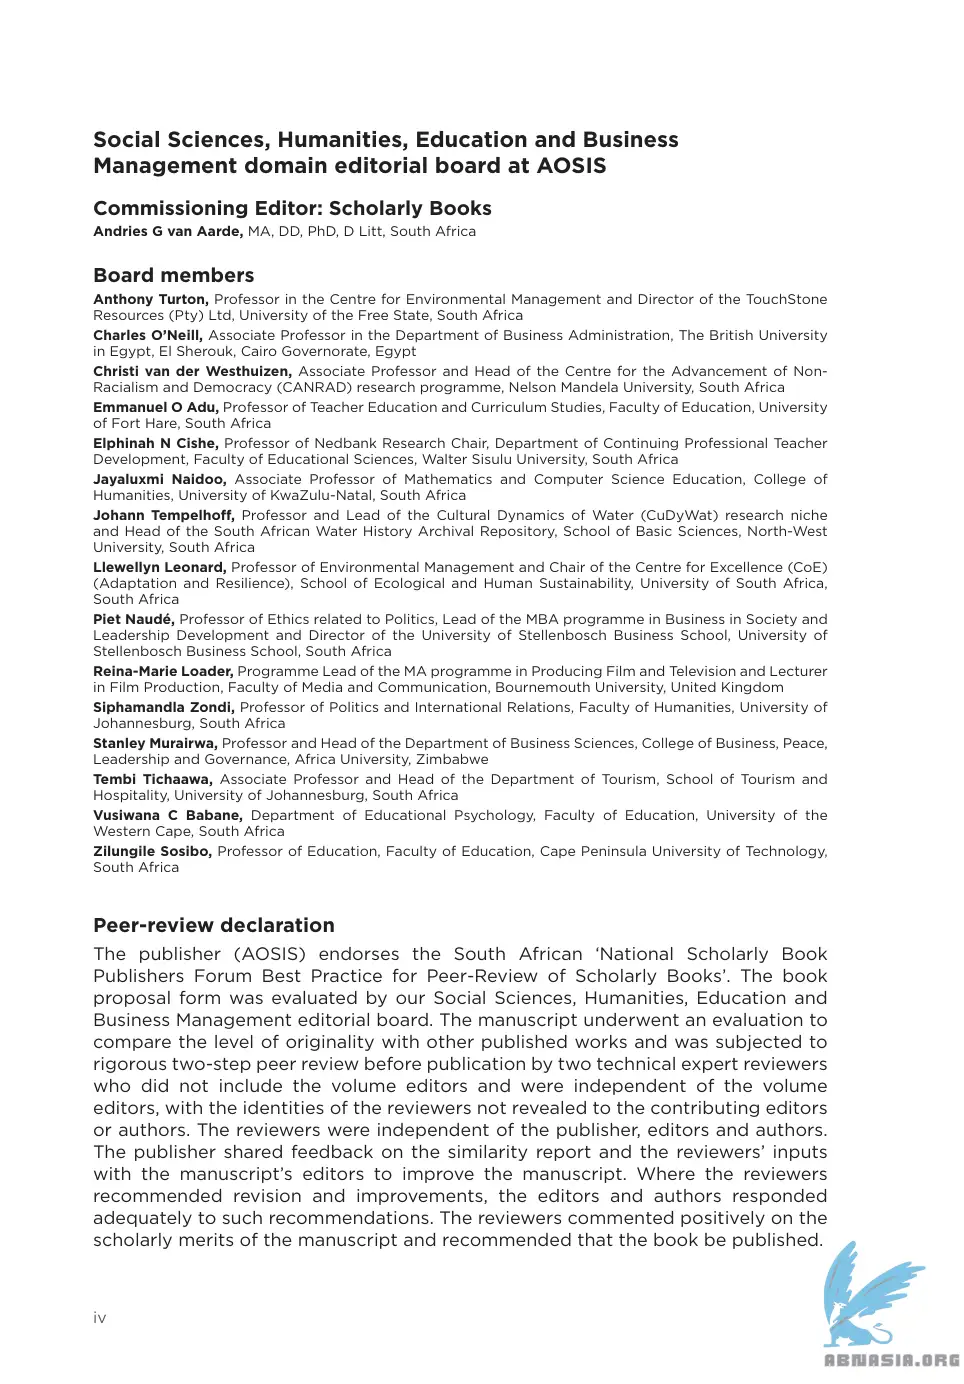 Social Sciences, Humanities, Education and Business
Management domain editorial board at AOSIS
Commissioning Editor: Scholarly Books
Andries G van Aarde, MA, DD, PhD, D Litt, South Africa
Board members
Anthony Turton, Professor in the Centre for Environmental Management and Director of the TouchStone
Resources (Pty) Ltd, University of the Free State, South Africa
Charles O’Neill, Associate Professor in the Department of Business Administration, The British University
in Egypt, El Sherouk, Cairo Governorate, Egypt
Christi van der Westhuizen, Associate Professor and Head of the Centre for the Advancement of Non-
Racialism and Democracy (CANRAD) research programme, Nelson Mandela University, South Africa
Emmanuel O Adu, Professor of Teacher Education and Curriculum Studies, Faculty of Education, University
of Fort Hare, South Africa
Elphinah N Cishe, Professor of Nedbank Research Chair, Department of Continuing Professional Teacher
Development, Faculty of Educational Sciences, Walter Sisulu University, South Africa
Jayaluxmi Naidoo, Associate Professor of Mathematics and Computer Science Education, College of
Humanities, University of KwaZulu-Natal, South Africa
Johann Tempelhoff, Professor and Lead of the Cultural Dynamics of Water (CuDyWat) research niche
and Head of the South African Water History Archival Repository, School of Basic Sciences, North-West
University, South Africa
Llewellyn Leonard, Professor of Environmental Management and Chair of the Centre for Excellence (CoE)
(Adaptation and Resilience), School of Ecological and Human Sustainability, University of South Africa,
South Africa
Piet Naudé, Professor of Ethics related to Politics, Lead of the MBA programme in Business in Society and
Leadership Development and Director of the University of Stellenbosch Business School, University of
Stellenbosch Business School, South Africa
Reina-Marie Loader, Programme Lead of the MA programme in Producing Film and Television and Lecturer
in Film Production, Faculty of Media and Communication, Bournemouth University, United Kingdom
Siphamandla Zondi, Professor of Politics and International Relations, Faculty of Humanities, University of
Johannesburg, South Africa
Stanley Murairwa, Professor and Head of the Department of Business Sciences, College of Business, Peace,
Leadership and Governance, Africa University, Zimbabwe
Tembi Tichaawa, Associate Professor and Head of the Department of Tourism, School of Tourism and
Hospitality, University of Johannesburg, South Africa
Vusiwana C Babane, Department of Educational Psychology, Faculty of Education, University of the
Western Cape, South Africa
Zilungile Sosibo, Professor of Education, Faculty of Education, Cape Peninsula University of Technology,
South Africa
Peer-review declaration
The publisher (AOSIS) endorses the South African ‘National Scholarly Book
Publishers Forum Best Practice for Peer-Review of Scholarly Books’. The book
proposal form was evaluated by our Social Sciences, Humanities, Education and
Business Management editorial board. The manuscript underwent an evaluation to
compare the level of originality with other published works and was subjected to
rigorous two-step peer review before publication by two technical expert reviewers
who did not include the volume editors and were independent of the volume
editors, with the identities of the reviewers not revealed to the contributing editors
or authors. The reviewers were independent of the publisher, editors and authors.
The publisher shared feedback on the similarity report and the reviewers’ inputs
with the manuscript’s editors to improve the manuscript. Where the reviewers
recommended revision and improvements, the editors and authors responded
adequately to such recommendations. The reviewers commented positively on the
scholarly merits of the manuscript and recommended that the book be published.
iv
ABNASIA.ORG